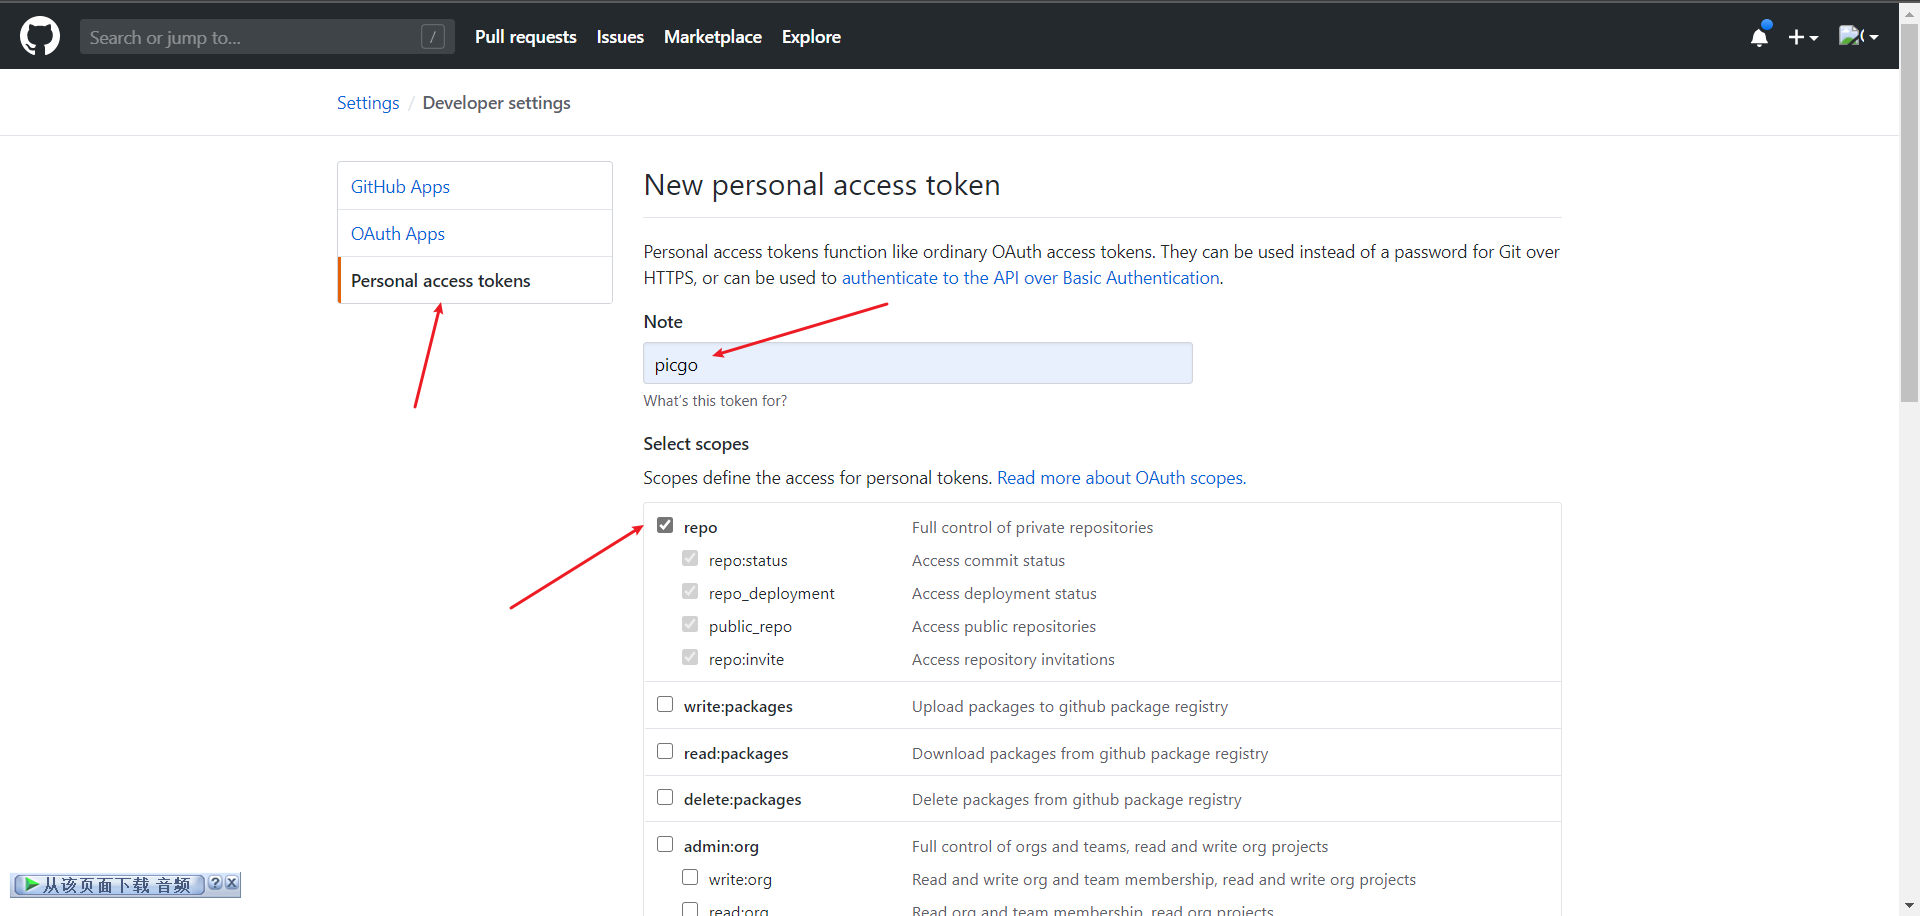 Search or jump to... / Pull requests Issues Marketplace Explore
Settings / Developer settings
GitHub Apps
OAuth Apps
Personal access tokens
New personal access token
Personal access tokens function like ordinary OAuth access tokens. They can be used instead of a password for Git over
HTTPS, or can be used to authenticate to the API over Basic Authentication.
Note
picgo
What's this token for?
Select scopes
Scopes define the access for personal tokens. Read more about OAuth scopes.
repo Full control of private repositories
repo:status Access commit status
repo_deployment Access deployment status
public_repo Access public repositories
repo:invite Access repository invitations
write:packages Upload packages to github package registry
read:packages Download packages from github package registry
delete:packages Delete packages from github package registry
admin:org Full control of orgs and teams, read and write org projects
write:org Read and write org and team membership, read and write org projects
read:org Read org and team membership, read org projects
从该页面下载 音频 ? x